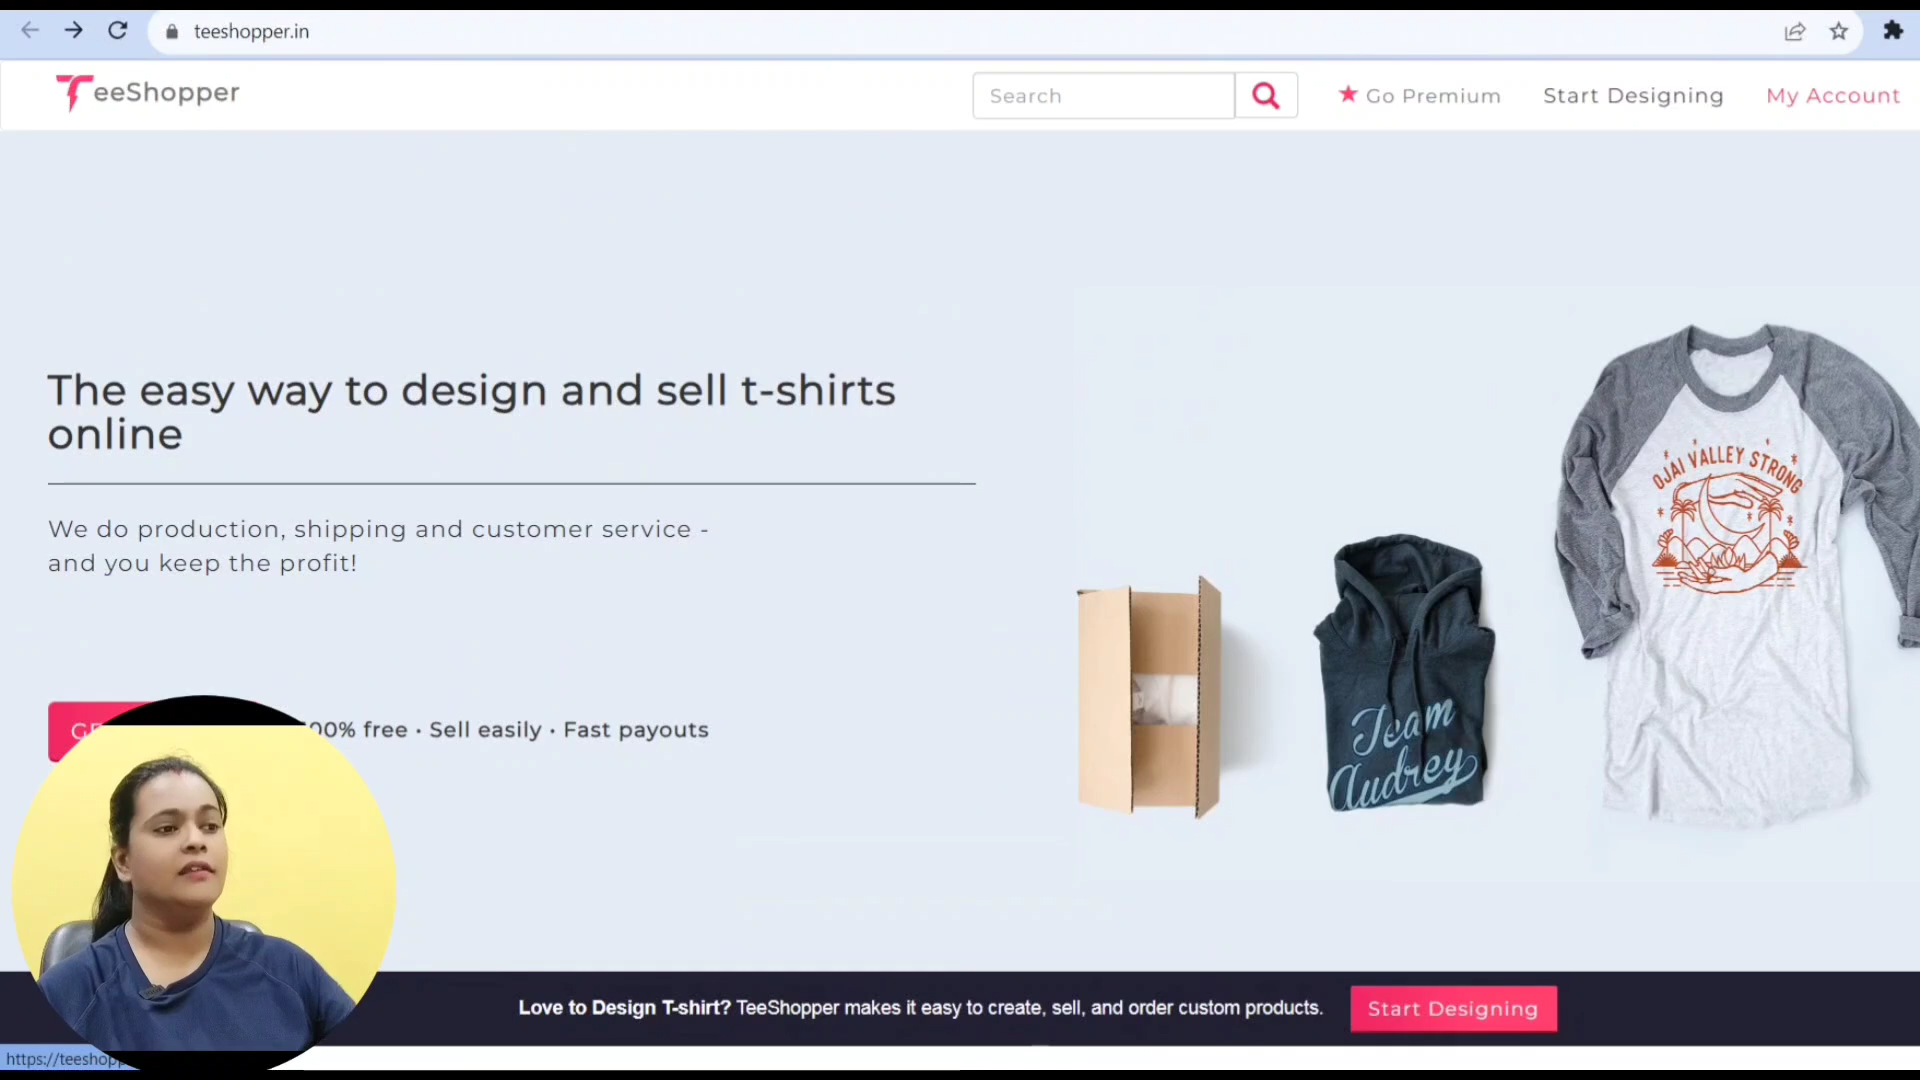 teeshopper.in
TeeShopper
Search
Go Premium
Start Designing
My Account
The easy way to design and sell t-shirts
online
We do production, shipping and customer service -
and you keep the profit!
00% free • Sell easily • Fast payouts
OJAI VALLEY STRONG
Team
Audrey
Love to Design T-shirt? TeeShopper makes it easy to create, sell, and order custom products.
Start Designing
https://teeshop